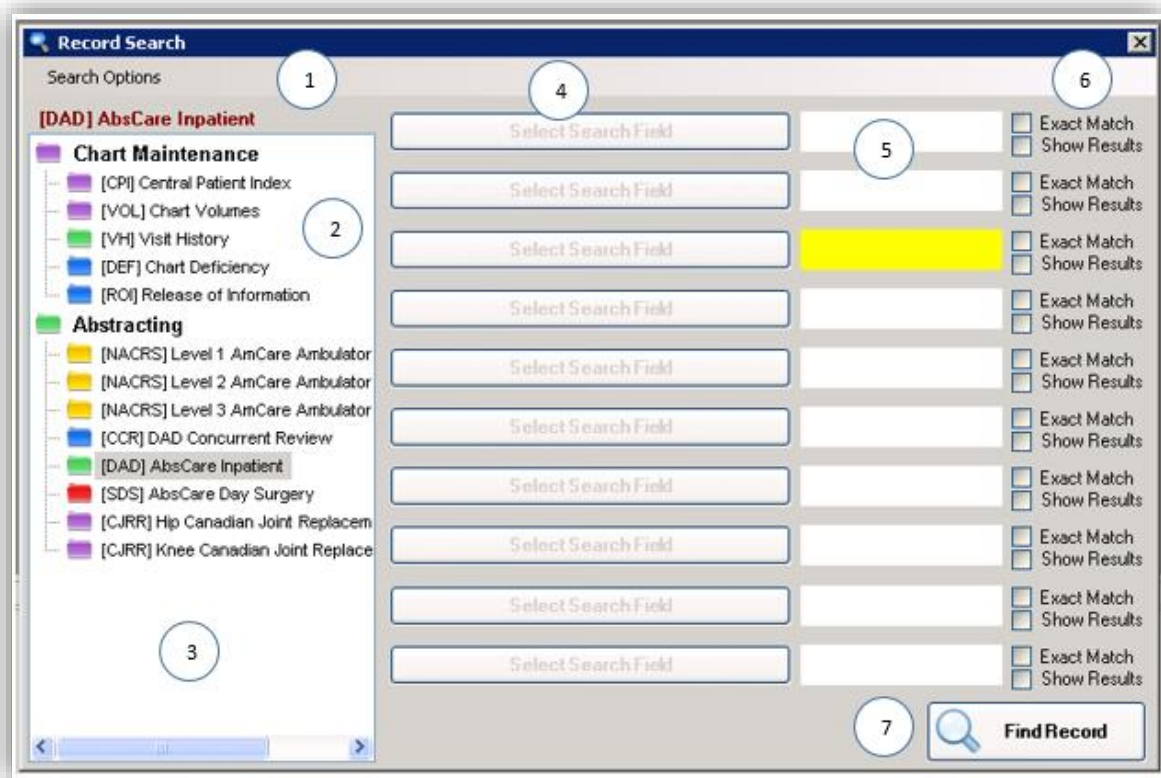 Record Search
Search Options
1
4
6
[DAD] AbsCare Inpatient
Chart Maintenance
[CPI] Central Patient Index
[VOL] Chart Volumes
2
[VH] Visit History
[DEF] Chart Deficiency
[ROI] Release of Information
Abstracting
[NACRS] Level 1 AmCare Ambulator
[NACRS] Level 2 AmCare Ambulator
[NACRS] Level 3 AmCare Ambulator
[CCR] DAD Concurrent Review
[DAD] AbsCare Inpatient
[SDS] AbsCare Day Surgery
[CJRR] Hip Canadian Joint Replacem
[CJRR] Knee Canadian Joint Replace
3
Select Search Field
5
Exact Match
Show Results
Select Search Field
Exact Match
Show Results
Select Search Field
Exact Match
Show Results
Select Search Field
Exact Match
Show Results
Select Search Field
Exact Match
Show Results
Select Search Field
Exact Match
Show Results
Select Search Field
Exact Match
Show Results
Select Search Field
Exact Match
Show Results
Select Search Field
Exact Match
Show Results
Select Search Field
Exact Match
Show Results
7
Find Record